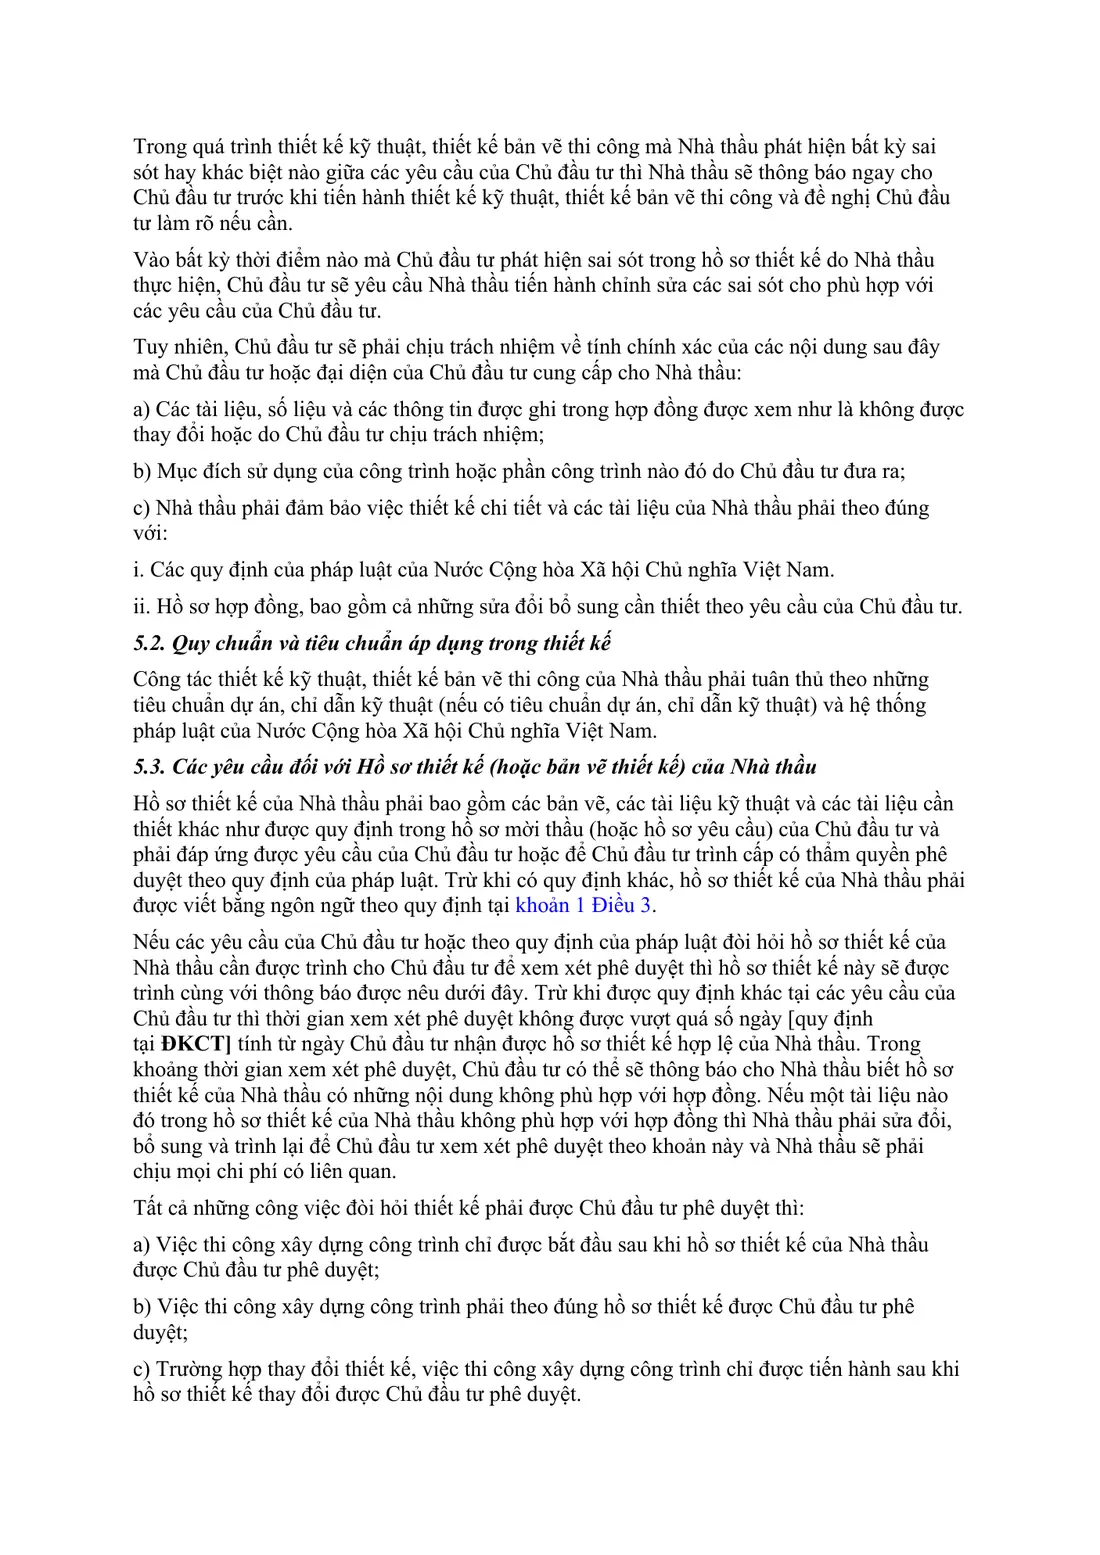 Trong quá trình thiết kế kỹ thuật, thiết kế bản vẽ thi công mà Nhà thầu phát hiện bất kỳ sai
sót hay khác biệt nào giữa các yêu cầu của Chủ đầu tư thì Nhà thầu sẽ thông báo ngay cho
Chủ đầu tư trước khi tiến hành thiết kế kỹ thuật, thiết kế bản vẽ thi công và đề nghị Chủ đầu
tư làm rõ nếu cần.
Vào bất kỳ thời điểm nào mà Chủ đầu tư phát hiện sai sót trong hồ sơ thiết kế do Nhà thầu
thực hiện, Chủ đầu tư sẽ yêu cầu Nhà thầu tiến hành chỉnh sửa các sai sót cho phù hợp với
các yêu cầu của Chủ đầu tư.
Tuy nhiên, Chủ đầu tư sẽ phải chịu trách nhiệm về tính chính xác của các nội dung sau đây
mà Chủ đầu tư hoặc đại diện của Chủ đầu tư cung cấp cho Nhà thầu:
a) Các tài liệu, số liệu và các thông tin được ghi trong hợp đồng được xem như là không được
thay đổi hoặc do Chủ đầu tư chịu trách nhiệm;
b) Mục đích sử dụng của công trình hoặc phần công trình nào đó do Chủ đầu tư đưa ra;
c) Nhà thầu phải đảm bảo việc thiết kế chi tiết và các tài liệu của Nhà thầu phải theo đúng
với:
i. Các quy định của pháp luật của Nước Cộng hòa Xã hội Chủ nghĩa Việt Nam.
ii. Hồ sơ hợp đồng, bao gồm cả những sửa đổi bổ sung cần thiết theo yêu cầu của Chủ đầu tư.
5.2. Quy chuẩn và tiêu chuẩn áp dụng trong thiết kế
Công tác thiết kế kỹ thuật, thiết kế bản vẽ thi công của Nhà thầu phải tuân thủ theo những
tiêu chuẩn dự án, chỉ dẫn kỹ thuật (nếu có tiêu chuẩn dự án, chỉ dẫn kỹ thuật) và hệ thống
pháp luật của Nước Cộng hòa Xã hội Chủ nghĩa Việt Nam.
5.3. Các yêu cầu đối với Hồ sơ thiết kế (hoặc bản vẽ thiết kế) của Nhà thầu
Hồ sơ thiết kế của Nhà thầu phải bao gồm các bản vẽ, các tài liệu kỹ thuật và các tài liệu cần
thiết khác như được quy định trong hồ sơ mời thầu (hoặc hồ sơ yêu cầu) của Chủ đầu tư và
phải đáp ứng được yêu cầu của Chủ đầu tư hoặc để Chủ đầu tư trình cấp có thẩm quyền phê
duyệt theo quy định của pháp luật. Trừ khi có quy định khác, hồ sơ thiết kế của Nhà thầu phải
được viết bằng ngôn ngữ theo quy định tại khoản 1 Điều 3.
Nếu các yêu cầu của Chủ đầu tư hoặc theo quy định của pháp luật đòi hỏi hồ sơ thiết kế của
Nhà thầu cần được trình cho Chủ đầu tư để xem xét phê duyệt thì hồ sơ thiết kế này sẽ được
trình cùng với thông báo được nêu dưới đây. Trừ khi được quy định khác tại các yêu cầu của
Chủ đầu tư thì thời gian xem xét phê duyệt không được vượt quá số ngày [quy định
tại ĐKCT] tính từ ngày Chủ đầu tư nhận được hồ sơ thiết kế hợp lệ của Nhà thầu. Trong
khoảng thời gian xem xét phê duyệt, Chủ đầu tư có thể sẽ thông báo cho Nhà thầu biết hồ sơ
thiết kế của Nhà thầu có những nội dung không phù hợp với hợp đồng. Nếu một tài liệu nào
đó trong hồ sơ thiết kế của Nhà thầu không phù hợp với hợp đồng thì Nhà thầu phải sửa đổi,
bổ sung và trình lại để Chủ đầu tư xem xét phê duyệt theo khoản này và Nhà thầu sẽ phải
chịu mọi chi phí có liên quan.
Tất cả những công việc đòi hỏi thiết kế phải được Chủ đầu tư phê duyệt thì:
a) Việc thi công xây dựng công trình chỉ được bắt đầu sau khi hồ sơ thiết kế của Nhà thầu
được Chủ đầu tư phê duyệt;
b) Việc thi công xây dựng công trình phải theo đúng hồ sơ thiết kế được Chủ đầu tư phê
duyệt;
c) Trường hợp thay đổi thiết kế, việc thi công xây dựng công trình chỉ được tiến hành sau khi
hồ sơ thiết kế thay đổi được Chủ đầu tư phê duyệt.